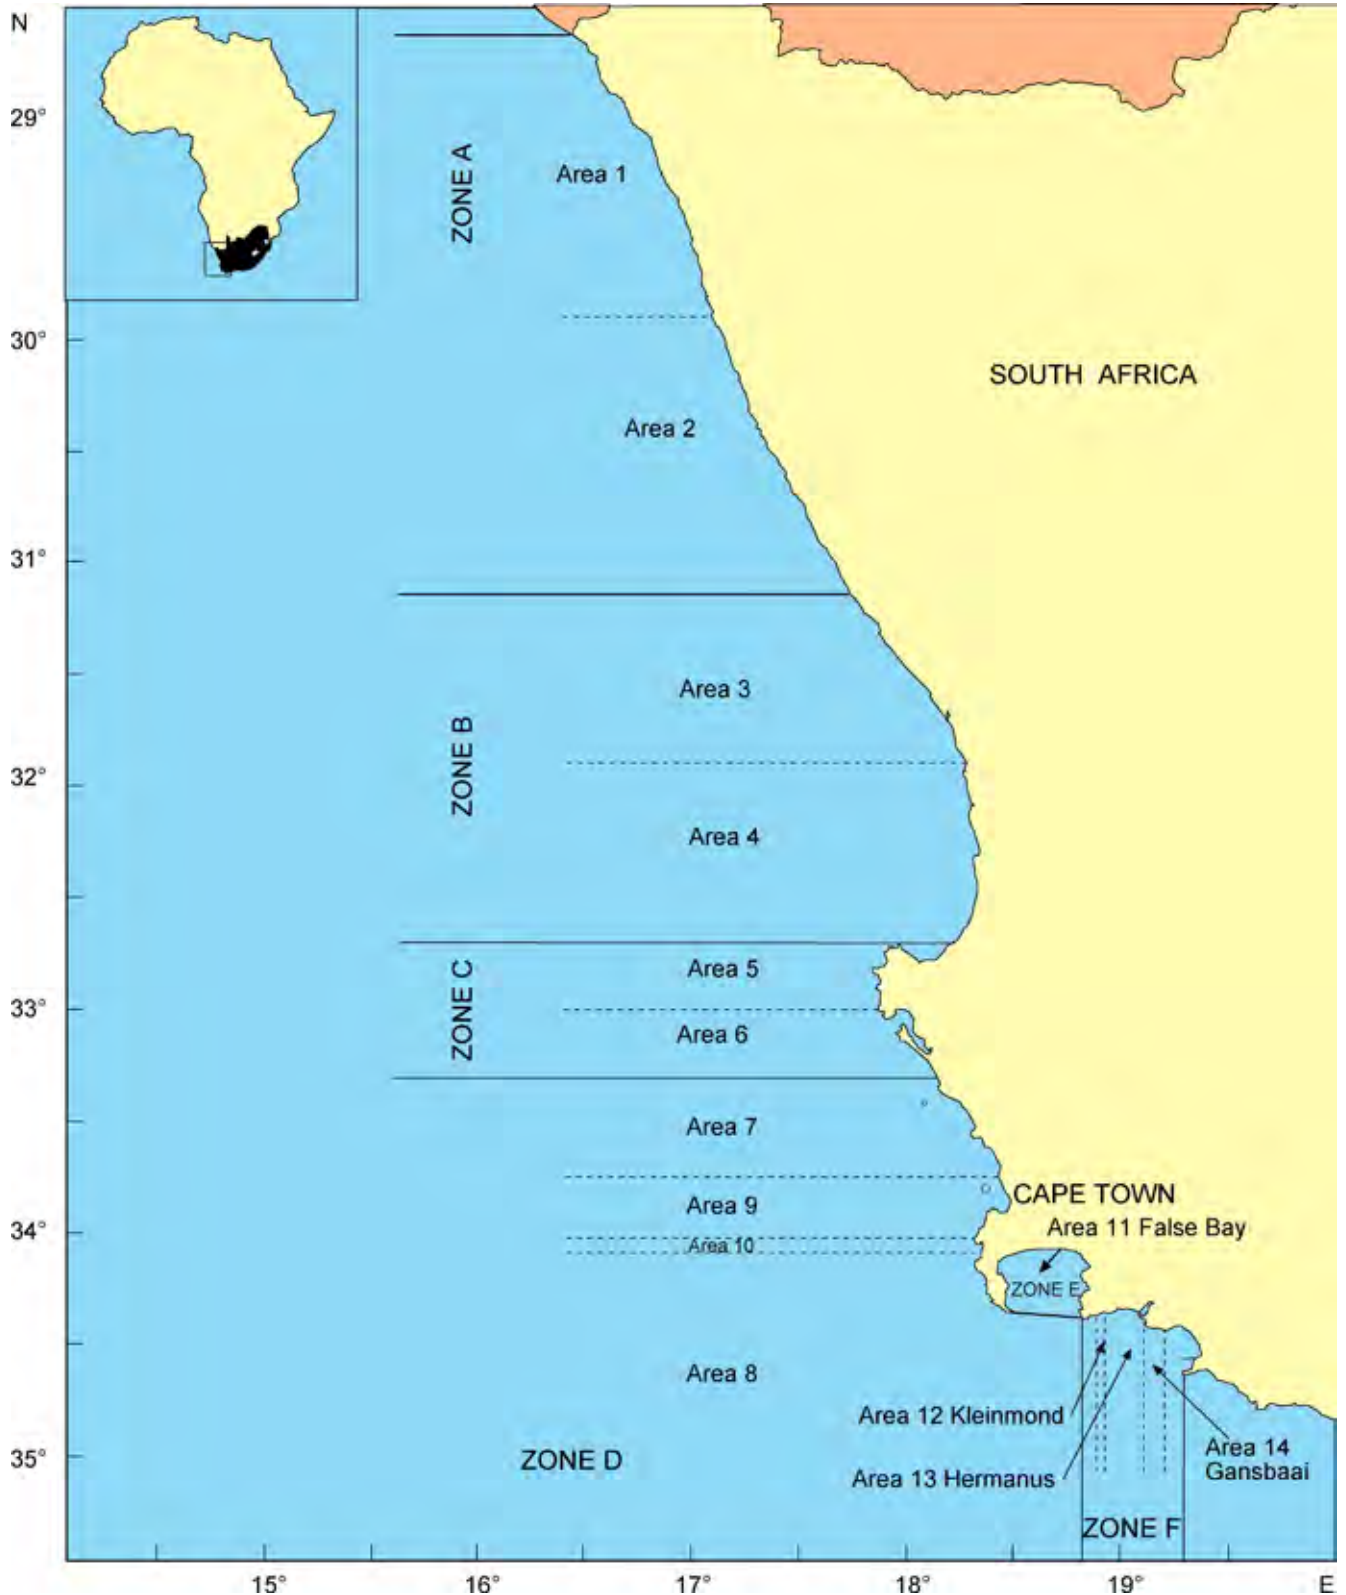 N
29°
30°
31°
32°
33°
34°
35°
ZONE A
Area 1
Area 2
SOUTH AFRICA
ZONE B
Area 3
Area 4
ZONE C
Area 5
Area 6
Area 7
Area 9
Area 10
CAPE TOWN
Area 11 False Bay
ZONE E
Area 8
ZONE D
Area 12 Kleinmond
Area 13 Hermanus
Area 14
Gansbaai
ZONE F
15°
16°
17°
18°
19°
E